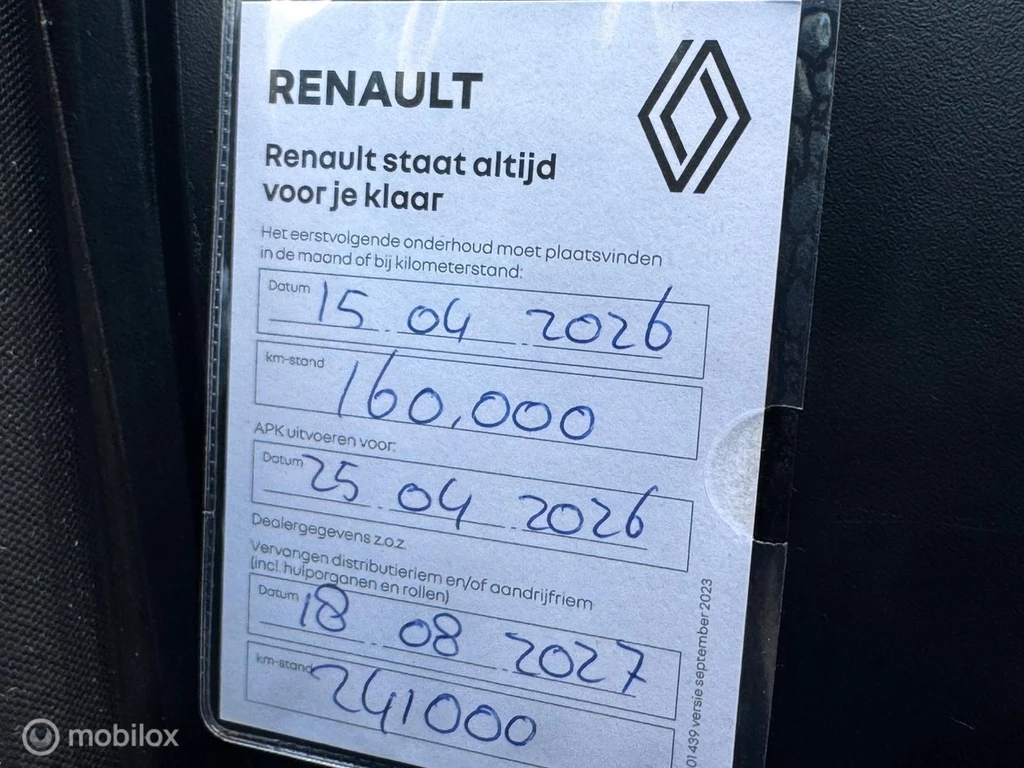 RENAULT
Renault staat altijd
voor je klaar
Het eerstvolgende onderhoud moet plaatsvinden
in de maand of bij kilometerstand:
Datum 15 04 2026
km-stand 160,000
APK uitvoeren voor:
Datum 25 04 2026
Dealergegevens z.o.z.
Vervangen distributieriem en/of aandrijfriem
(incl. hulporganen en rollen)
Datum 18 08 2027
km-stand 241000
01 439 versie september 2023
mobilox